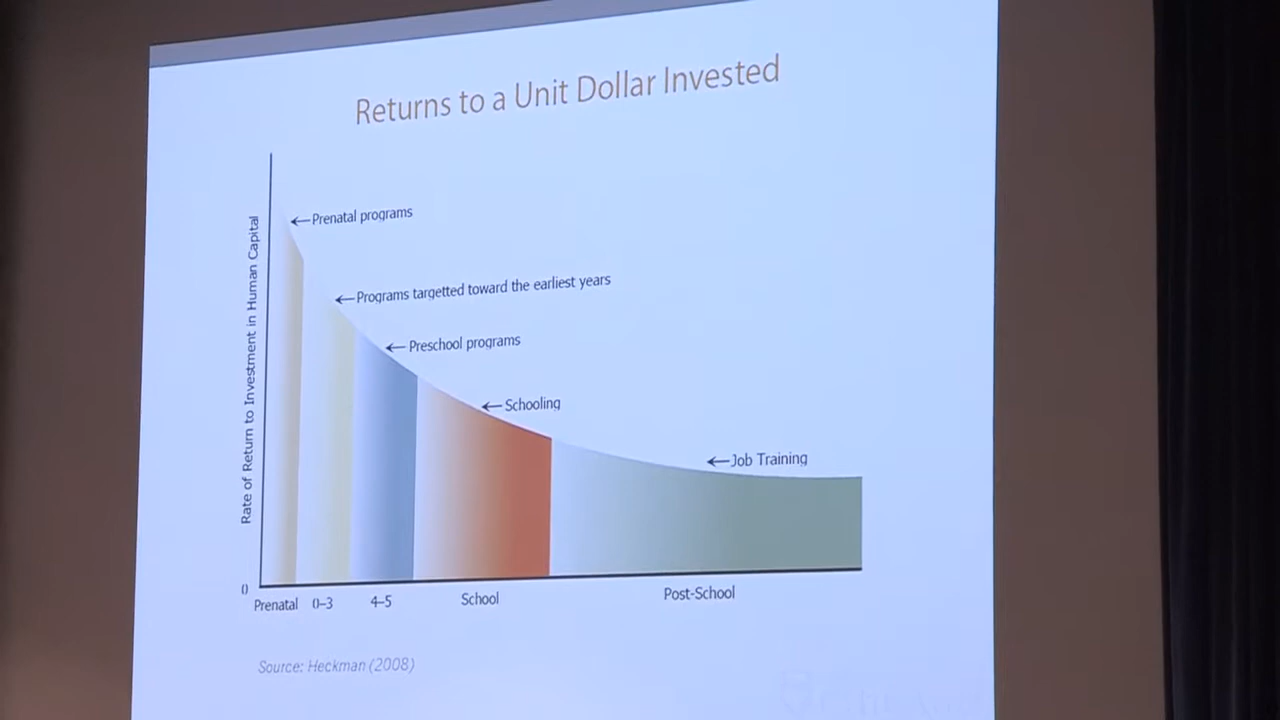 Returns to a Unit Dollar Invested
Rate of Return to Investment in Human Capital
←Prenatal programs
←Programs targetted toward the earliest years
←Preschool programs
←Schooling
←Job Training
0
Prenatal 0–3 4–5 School Post-School
Source: Heckman (2008)